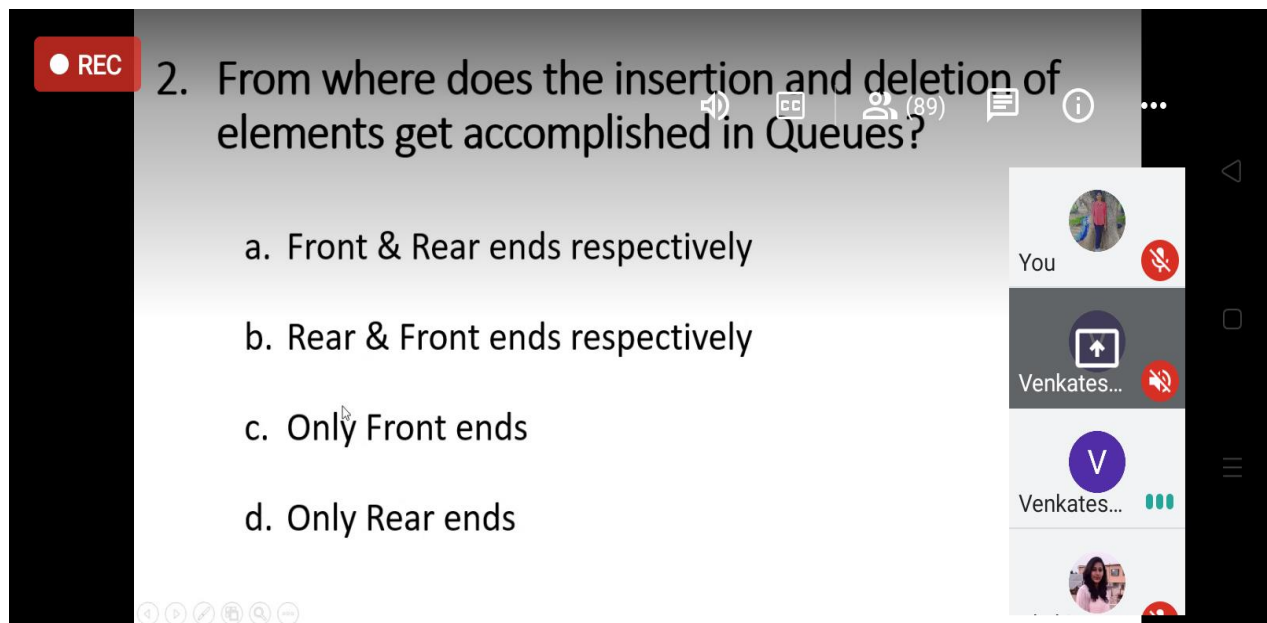 REC
2. From where does the insertion and deletion of
elements get accomplished in Queues?
CC
(89)
a. Front & Rear ends respectively
b. Rear & Front ends respectively
c. Only Front ends
d. Only Rear ends
You
Venkates...
V
Venkates...